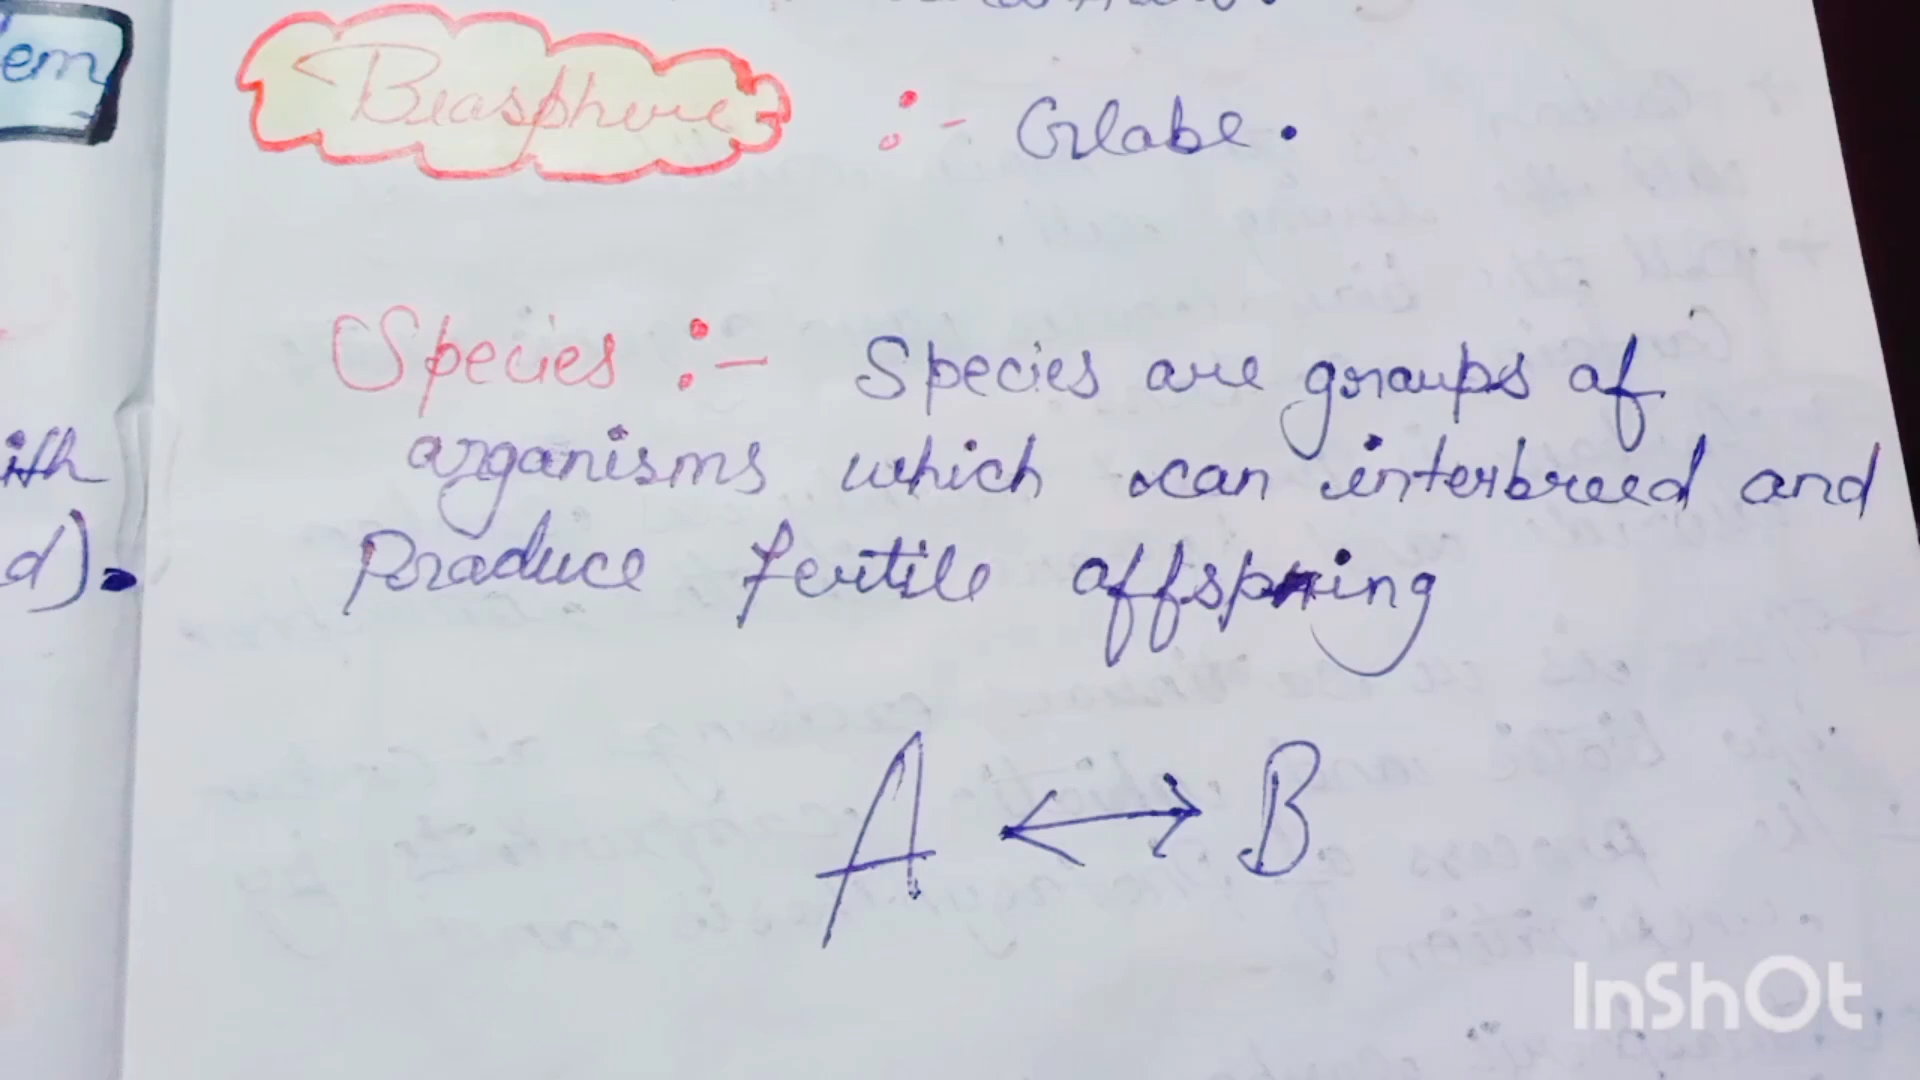 em
Biosphere :- Globe.
Species :- Species are groups of
organisms which can interbreed and
ith
Produce fertile offspring
d).
A ↔ B
InShOt